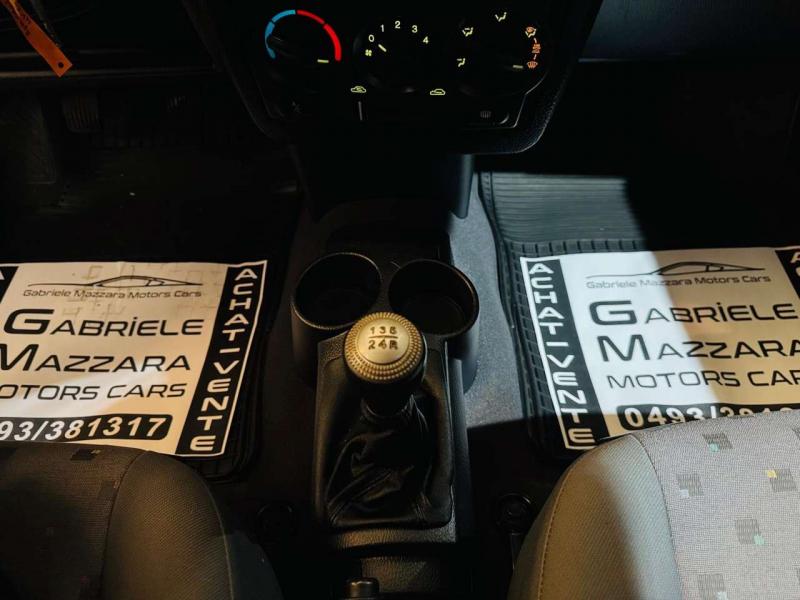 0 1 2 3 4
Gabriele Mazzara Motors Cars
GABRiELE
MAZZARA
MOTORS CARS
93/381317
ACHAT-VENTE
135
24R
ACHAT-VENTE
Gabriele Mazzara Motors Cars
GABRiELE
MAZZARA
MOTORS CARS
0493/